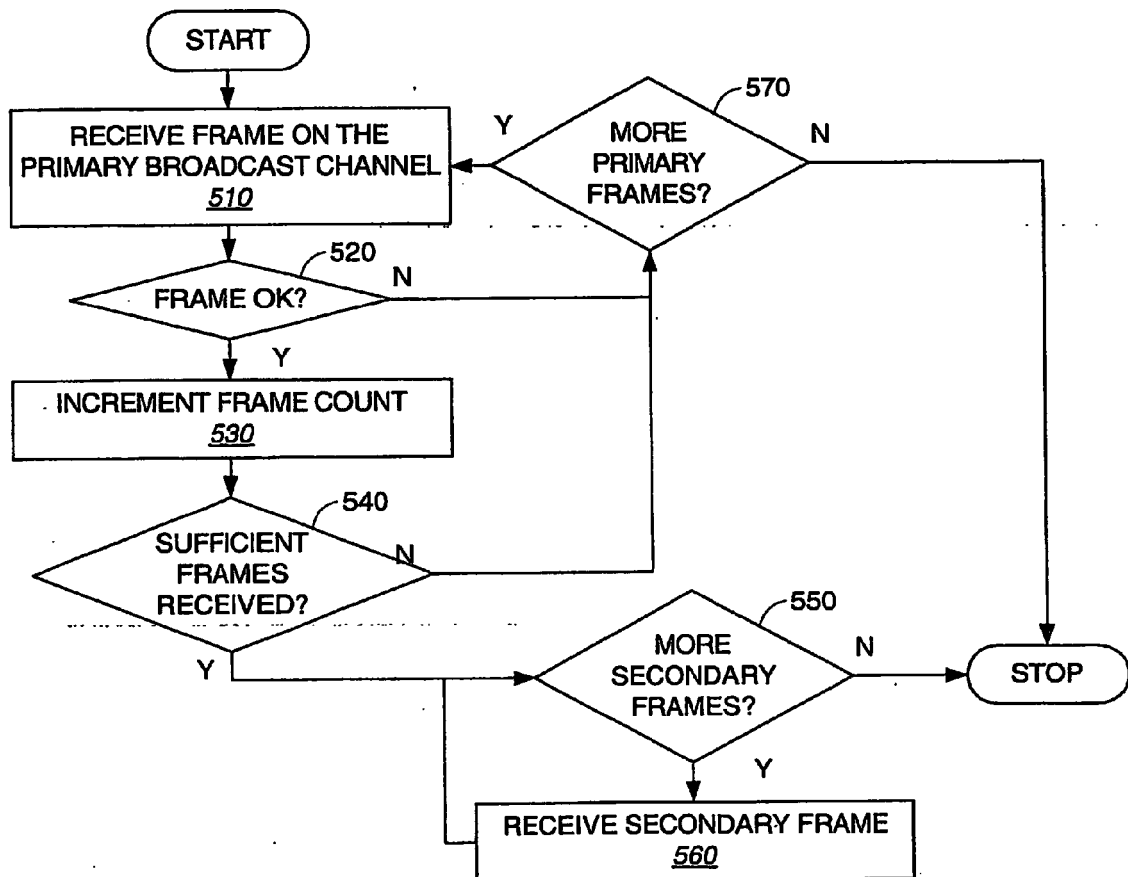 START
RECEIVE FRAME ON THE
PRIMARY BROADCAST CHANNEL
510
570
Y
MORE
PRIMARY
FRAMES?
N
520
FRAME OK?
N
Y
INCREMENT FRAME COUNT
530
540
SUFFICIENT
FRAMES
RECEIVED?
N
Y
550
MORE
SECONDARY
FRAMES?
N
STOP
Y
RECEIVE SECONDARY FRAME
560